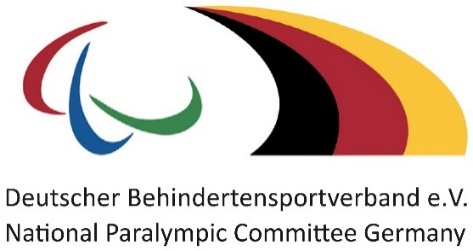 Deutscher Behindertensportverband e.V.
National Paralympic Committee Germany